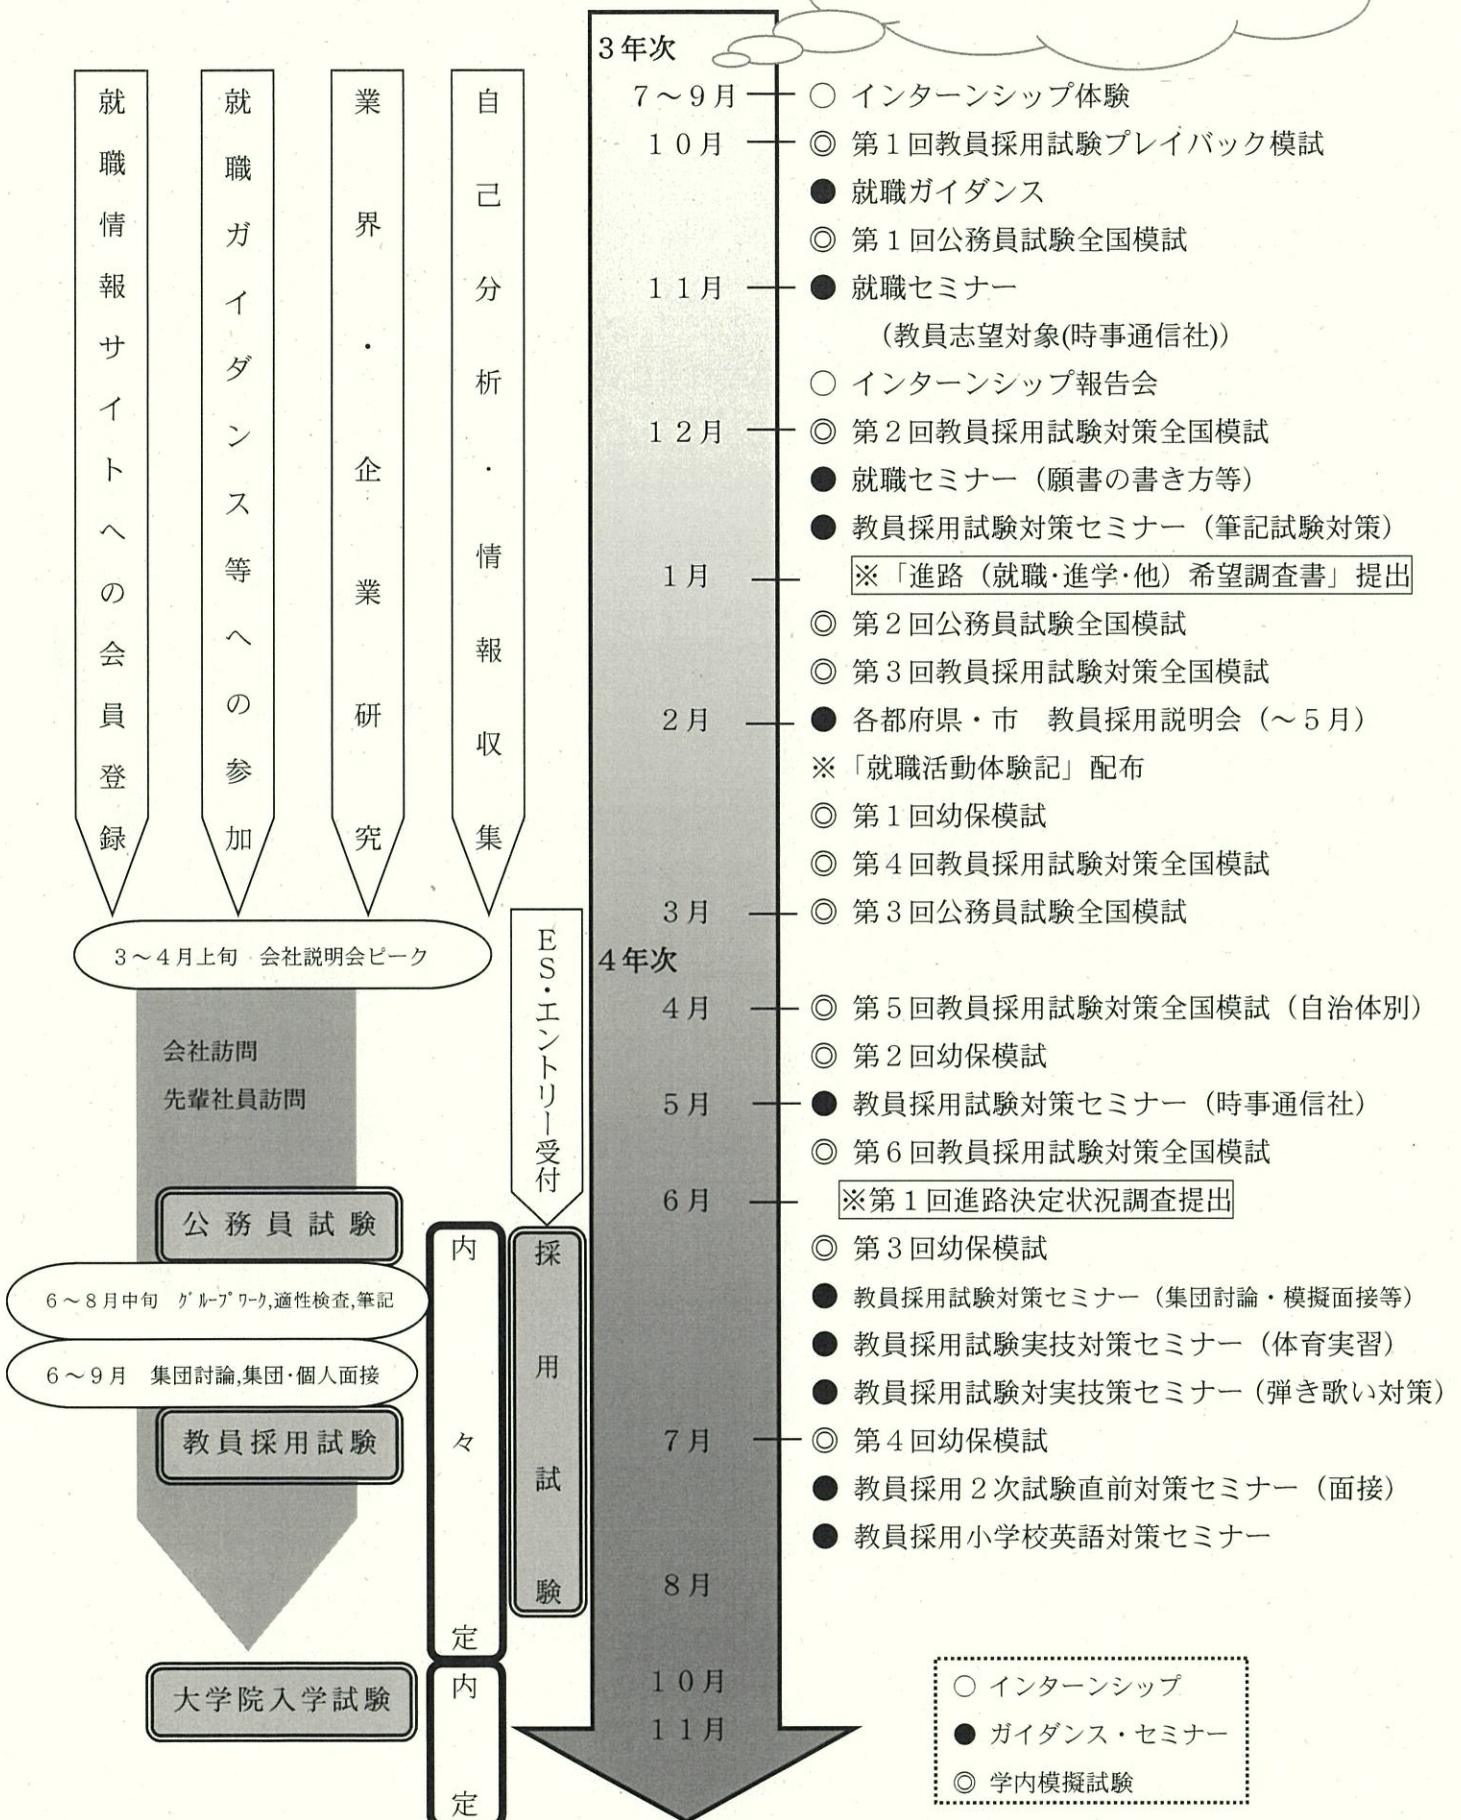 就職情報サイトへの会員登録
就職ガイダンス等への参加
業界・企業研究
自己分析・情報収集
3～4月上旬 会社説明会ピーク
会社訪問
先輩社員訪問
ES・エントリー受付
公務員試験
6～8月中旬 ｸﾞﾙｰﾌﾟﾜｰｸ,適性検査,筆記
6～9月 集団討論,集団・個人面接
教員採用試験
大学院入学試験
内々定
内定
採用試験
3年次
7～9月 ○ インターンシップ体験
10月 ◎ 第1回教員採用試験プレイバック模試
● 就職ガイダンス
◎ 第1回公務員試験全国模試
11月 ● 就職セミナー
（教員志望対象(時事通信社)）
○ インターンシップ報告会
12月 ◎ 第2回教員採用試験対策全国模試
● 就職セミナー（願書の書き方等）
● 教員採用試験対策セミナー（筆記試験対策）
1月 ※「進路（就職・進学・他）希望調査書」提出
◎ 第2回公務員試験全国模試
◎ 第3回教員採用試験対策全国模試
2月 ● 各都府県・市 教員採用説明会（～5月）
※「就職活動体験記」配布
◎ 第1回幼保模試
◎ 第4回教員採用試験対策全国模試
3月 ◎ 第3回公務員試験全国模試
4年次
4月 ◎ 第5回教員採用試験対策全国模試（自治体別）
◎ 第2回幼保模試
5月 ● 教員採用試験対策セミナー（時事通信社）
◎ 第6回教員採用試験対策全国模試
6月 ※第1回進路決定状況調査提出
◎ 第3回幼保模試
● 教員採用試験対策セミナー（集団討論・模擬面接等）
● 教員採用試験実技対策セミナー（体育実習）
● 教員採用試験対実技策セミナー（弾き歌い対策）
7月 ◎ 第4回幼保模試
● 教員採用2次試験直前対策セミナー（面接）
● 教員採用小学校英語対策セミナー
8月
10月
11月
○ インターンシップ
● ガイダンス・セミナー
◎ 学内模擬試験